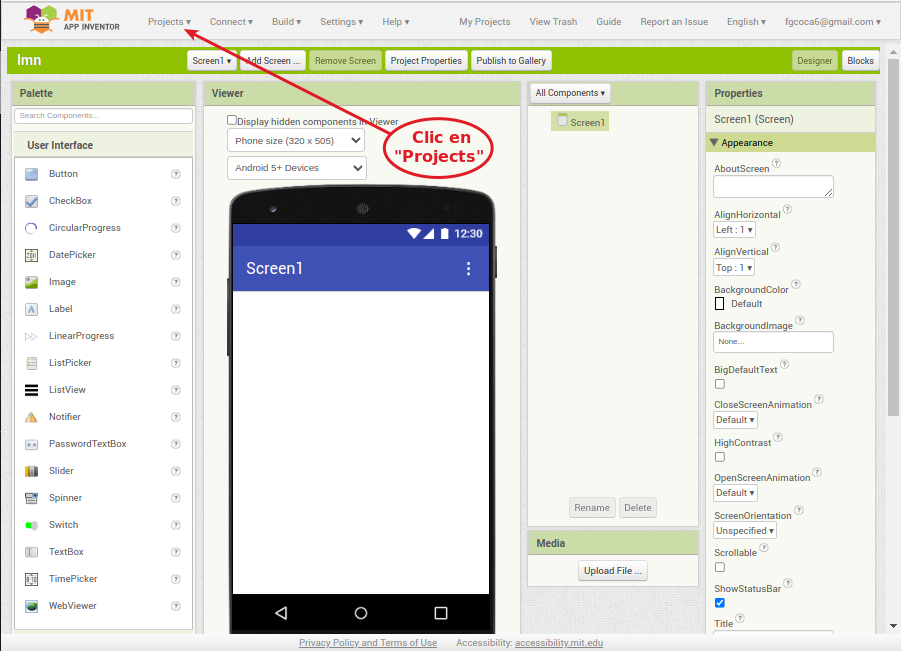 MIT
APP INVENTOR
Projects ▾ Connect ▾ Build ▾ Settings ▾ Help ▾ My Projects View Trash Guide Report an Issue English ▾ fgcoca6@gmail.com ▾
lmn Screen1 ▾ Add Screen ... Remove Screen Project Properties Publish to Gallery Designer Blocks
Palette
Search Components...
User Interface
Button ?
CheckBox ?
CircularProgress ?
DatePicker ?
Image ?
Label ?
LinearProgress ?
ListPicker ?
ListView ?
Notifier ?
PasswordTextBox ?
Slider ?
Spinner ?
Switch ?
TextBox ?
TimePicker ?
WebViewer ?
Viewer
Display hidden components in Viewer
Phone size (320 x 505)
Android 5+ Devices
Clic en
"Projects"
12:30
Screen1
All Components ▾
Screen1
Rename Delete
Media
Upload File ...
Properties
Screen1 (Screen)
Appearance
AboutScreen ?
AlignHorizontal ?
Left : 1 ▾
AlignVertical ?
Top : 1 ▾
BackgroundColor ?
Default
BackgroundImage ?
None...
BigDefaultText ?
CloseScreenAnimation ?
Default ▾
HighContrast ?
OpenScreenAnimation ?
Default ▾
ScreenOrientation ?
Unspecified ▾
Scrollable ?
ShowStatusBar ?
Title ?
Privacy Policy and Terms of Use Accessibility: accessibility.mit.edu